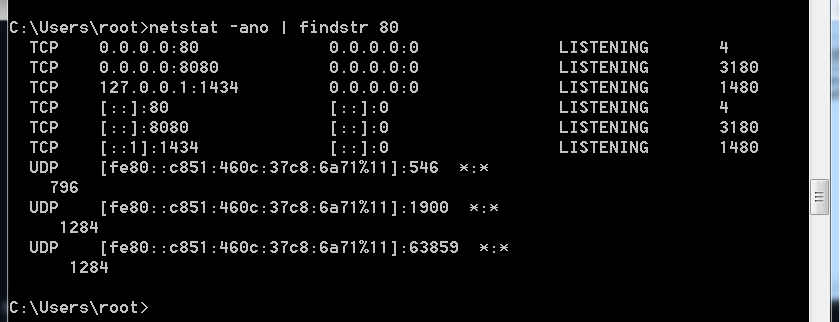 C:\Users\root>netstat -ano | findstr 80
  TCP    0.0.0.0:80             0.0.0.0:0              LISTENING       4
  TCP    0.0.0.0:8080           0.0.0.0:0              LISTENING       3180
  TCP    127.0.0.1:1434         0.0.0.0:0              LISTENING       1480
  TCP    [::]:80                [::]:0                 LISTENING       4
  TCP    [::]:8080              [::]:0                 LISTENING       3180
  TCP    [::1]:1434             [::]:0                 LISTENING       1480
  UDP    [fe80::c851:460c:37c8:6a71%11]:546  *:*
    796
  UDP    [fe80::c851:460c:37c8:6a71%11]:1900  *:*
     1284
  UDP    [fe80::c851:460c:37c8:6a71%11]:63859  *:*
      1284
C:\Users\root>